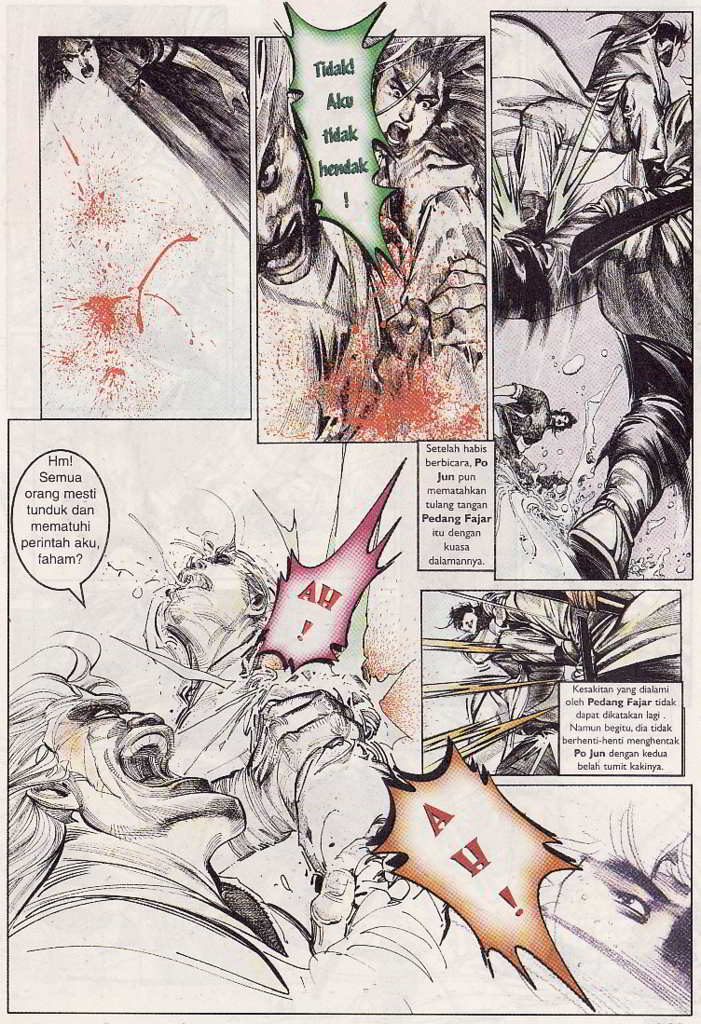 Tidak!
Aku
tidak
hendak
!
Setelah habis
berbicara, Po
Jun pun
mematahkan
tulang tangan
Pedang Fajar
itu dengan
kuasa
dalamannya.
Hm!
Semua
orang mesti
tunduk dan
mematuhi
perintah aku,
faham?
AH
!
Kesakitan yang dialami
oleh Pedang Fajar tidak
dapat dikatakan lagi .
Namun begitu, dia tidak
berhenti-henti menghentak
Po Jun dengan kedua
belah tumit kakinya.
A
H
!